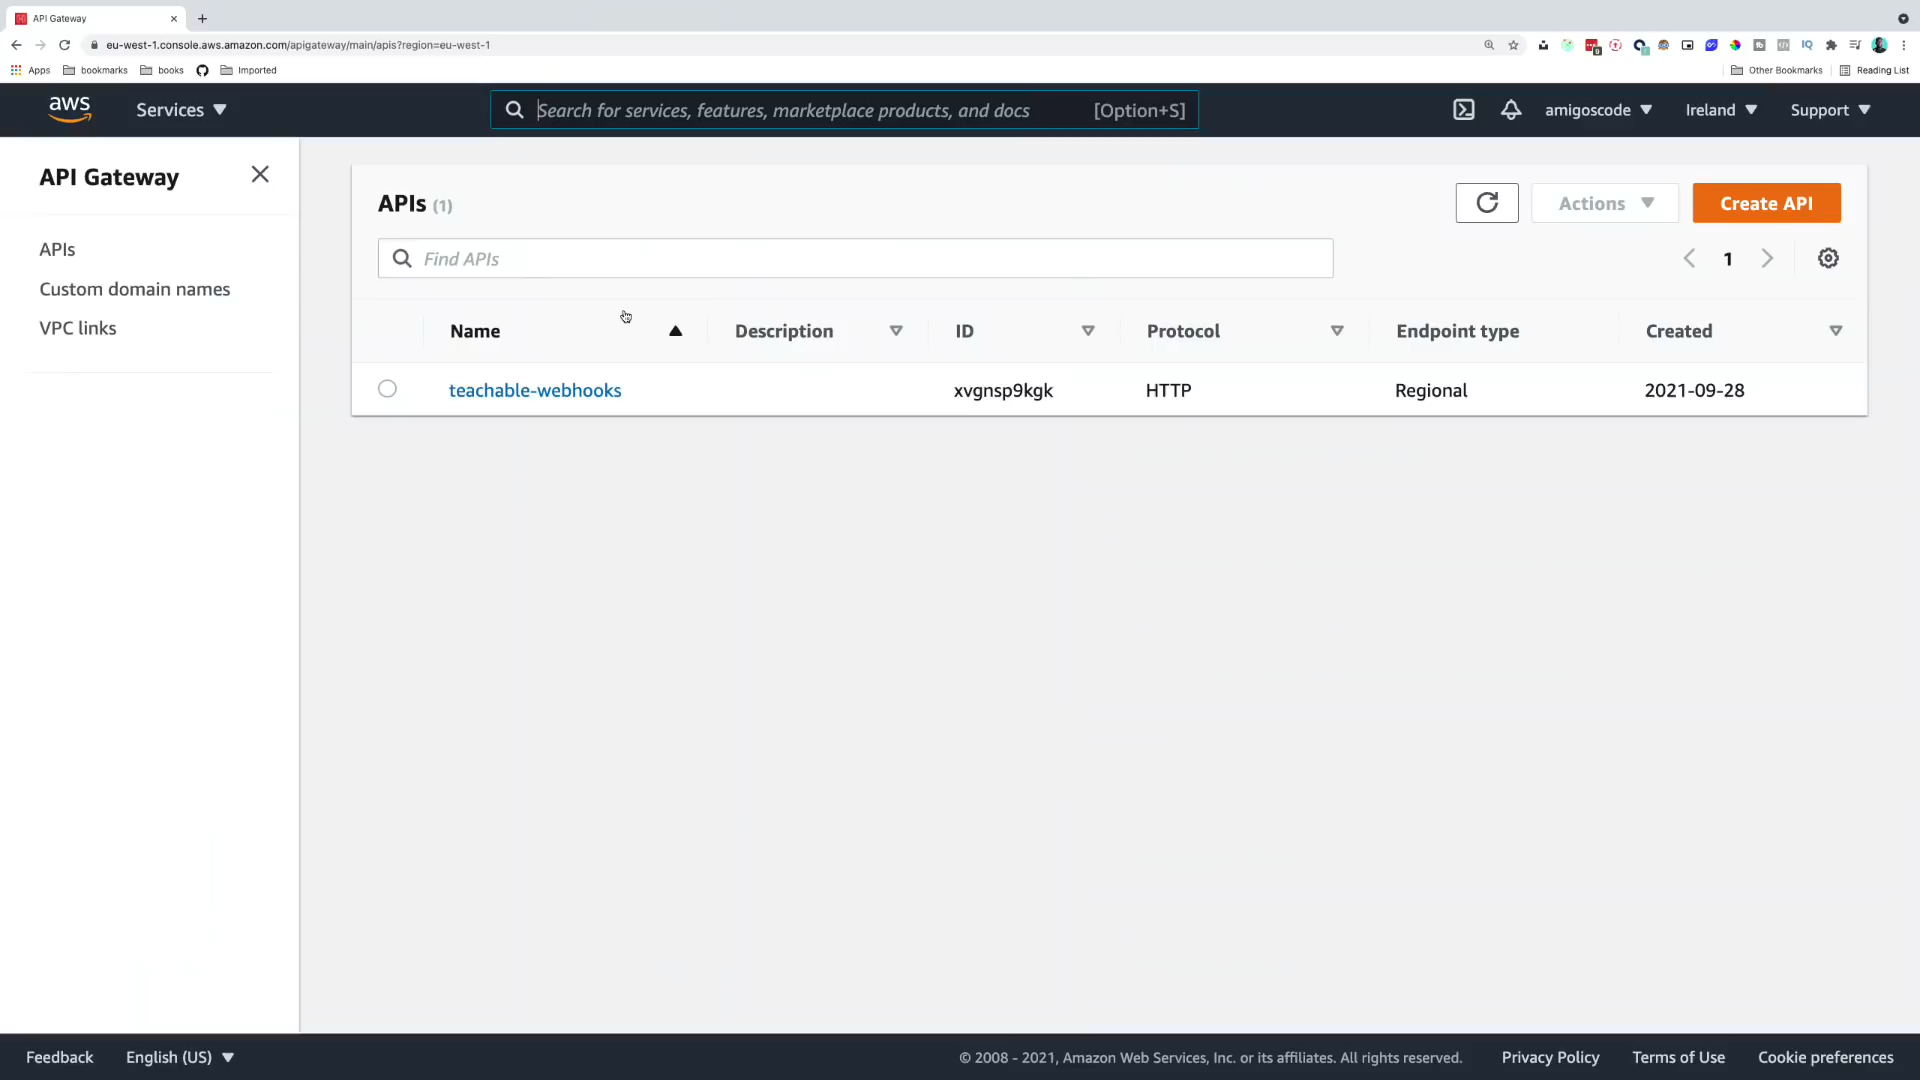 API Gateway
eu-west-1.console.aws.amazon.com/apigateway/main/apis?region=eu-west-1
Apps bookmarks books Imported Other Bookmarks Reading List
aws Services Search for services, features, marketplace products, and docs [Option+S] amigoscode Ireland Support
API Gateway
APIs
Custom domain names
VPC links
APIs (1) Actions Create API
Find APIs 1
Name Description ID Protocol Endpoint type Created
teachable-webhooks xvgnsp9kgk HTTP Regional 2021-09-28
Feedback English (US) © 2008 - 2021, Amazon Web Services, Inc. or its affiliates. All rights reserved. Privacy Policy Terms of Use Cookie preferences